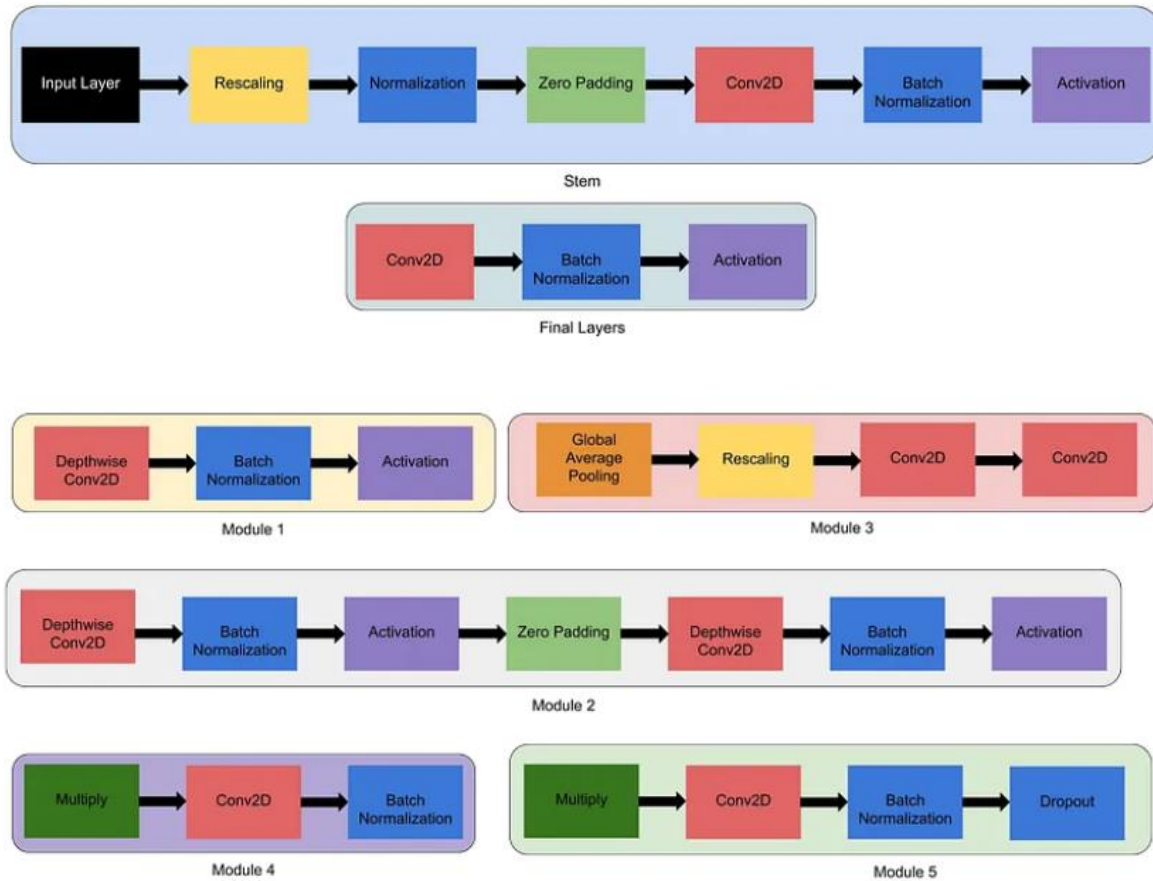 Input Layer
Rescaling
Normalization
Zero Padding
Conv2D
Batch
Normalization
Activation
Stem
Conv2D
Batch
Normalization
Activation
Final Layers
Depthwise
Conv2D
Batch
Normalization
Activation
Module 1
Global
Average
Pooling
Rescaling
Conv2D
Conv2D
Module 3
Depthwise
Conv2D
Batch
Normalization
Activation
Zero Padding
Depthwise
Conv2D
Batch
Normalization
Activation
Module 2
Multiply
Conv2D
Batch
Normalization
Module 4
Multiply
Conv2D
Batch
Normalization
Dropout
Module 5